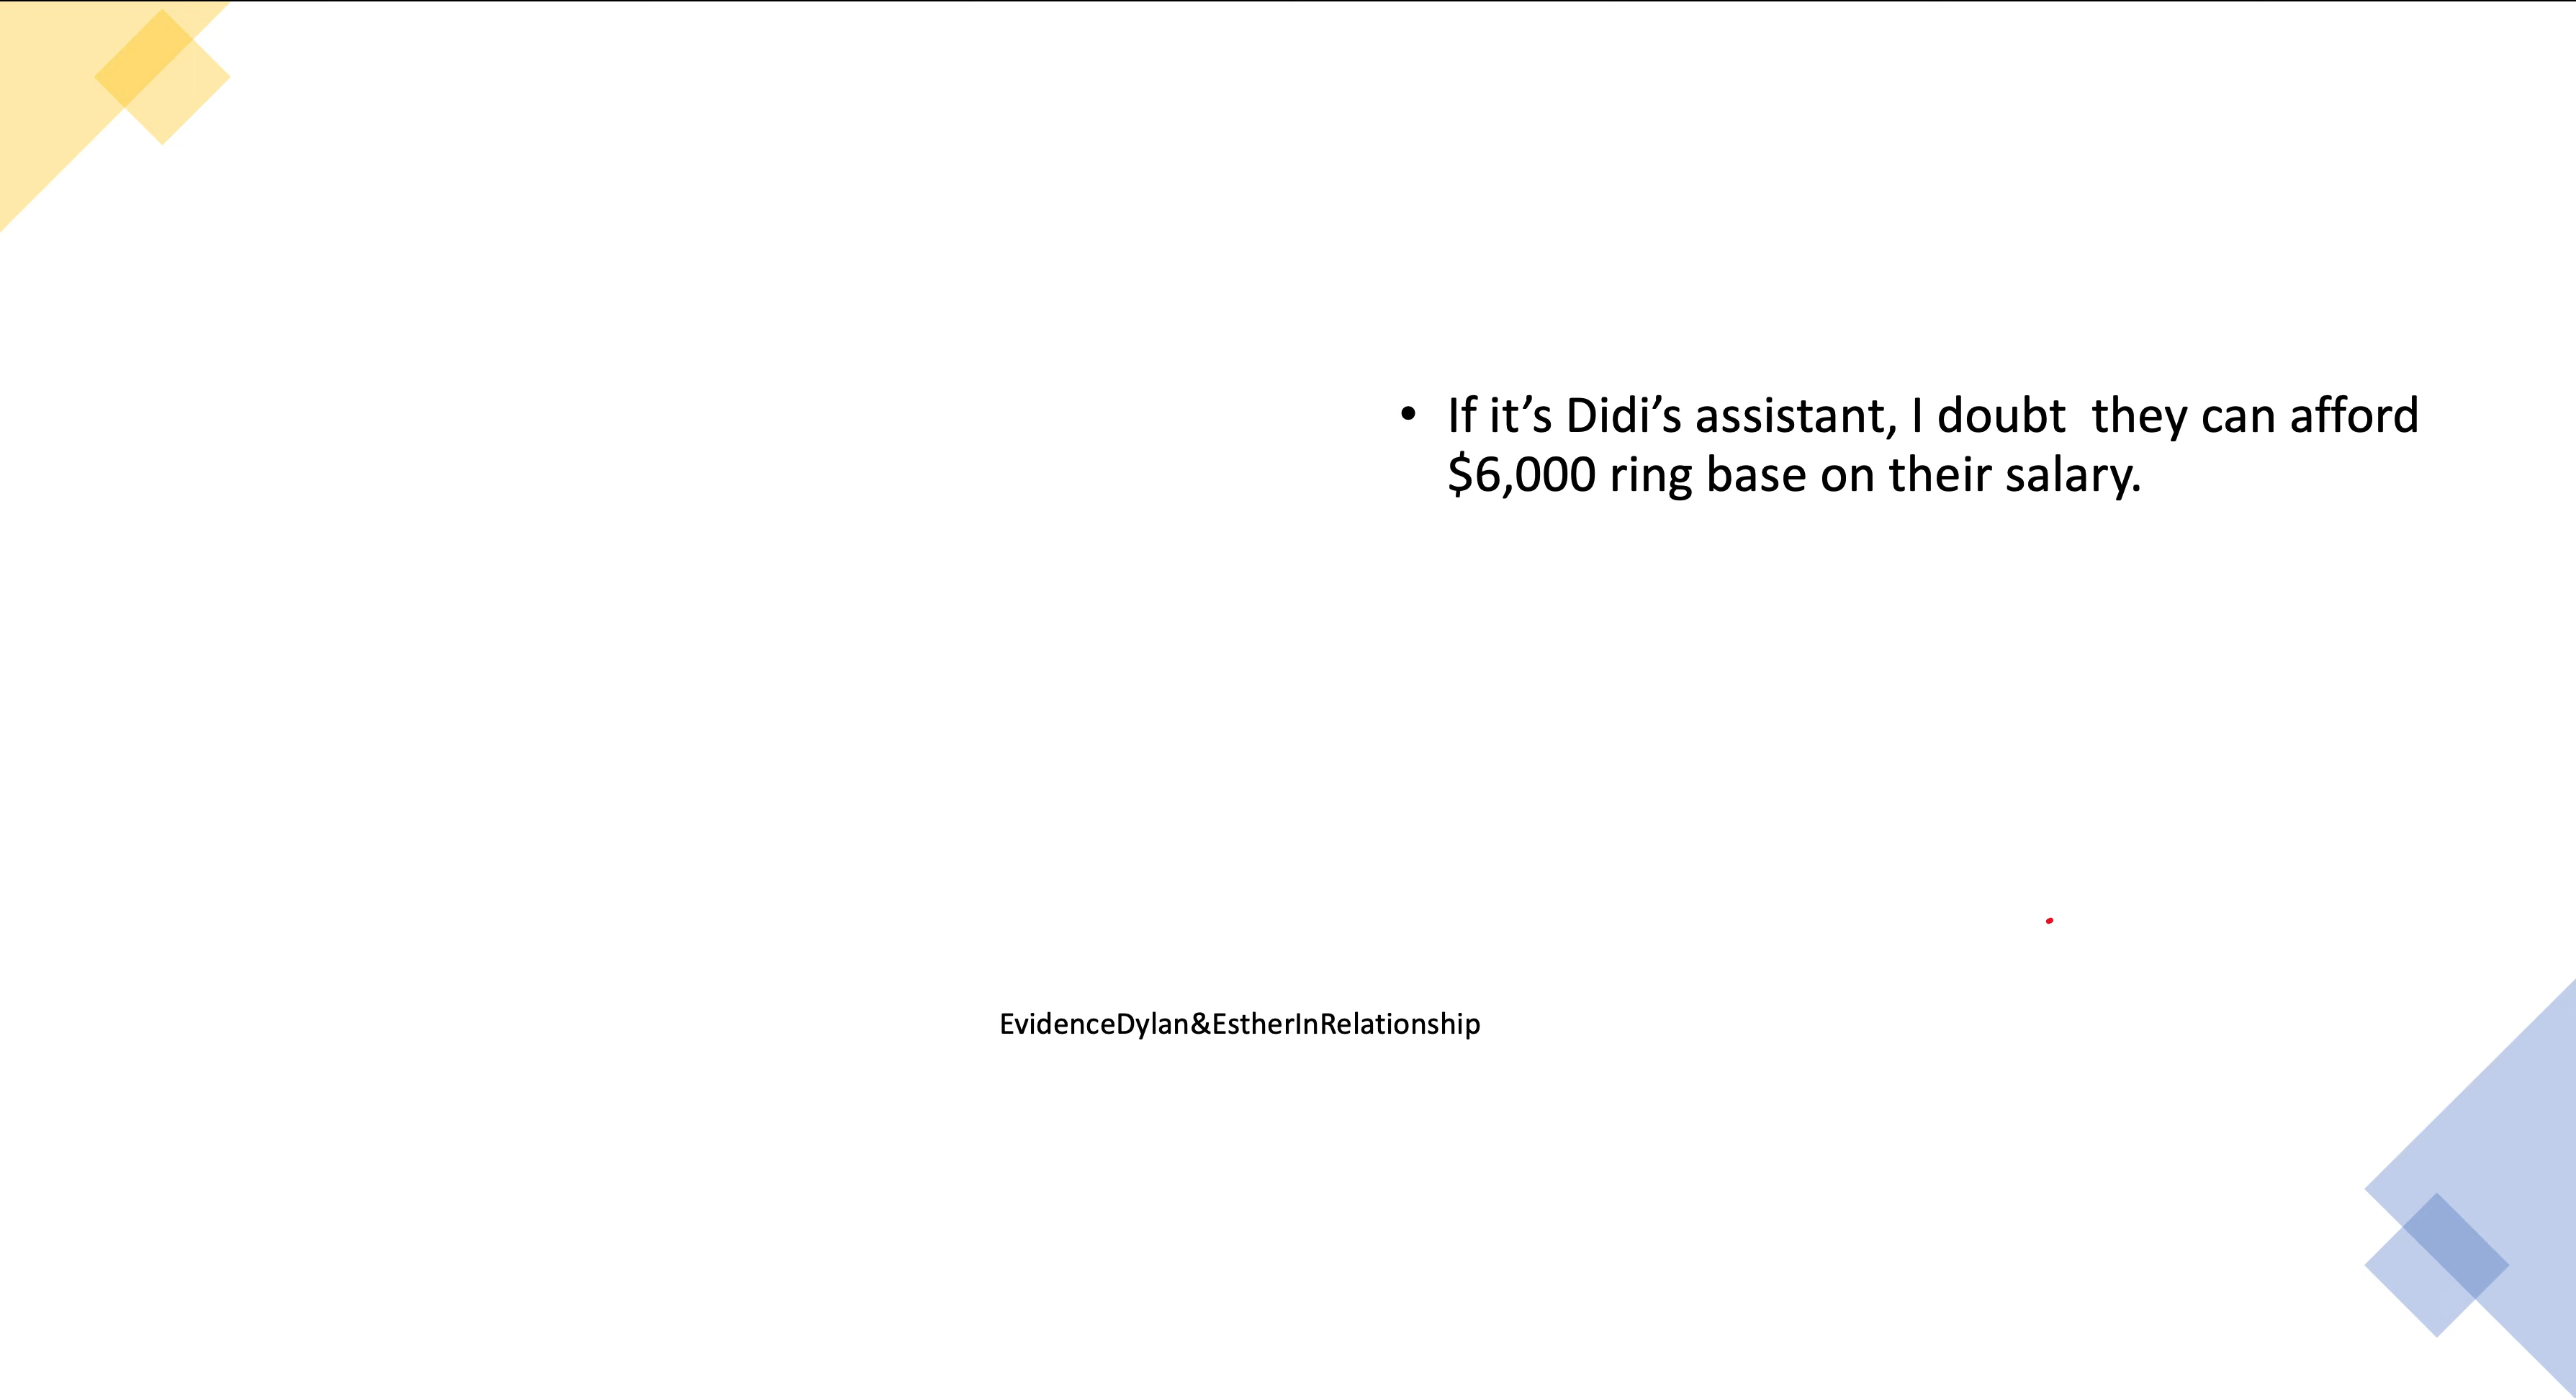 • If it’s Didi’s assistant, I doubt  they can afford
$6,000 ring base on their salary.
EvidenceDylan&EstherInRelationship